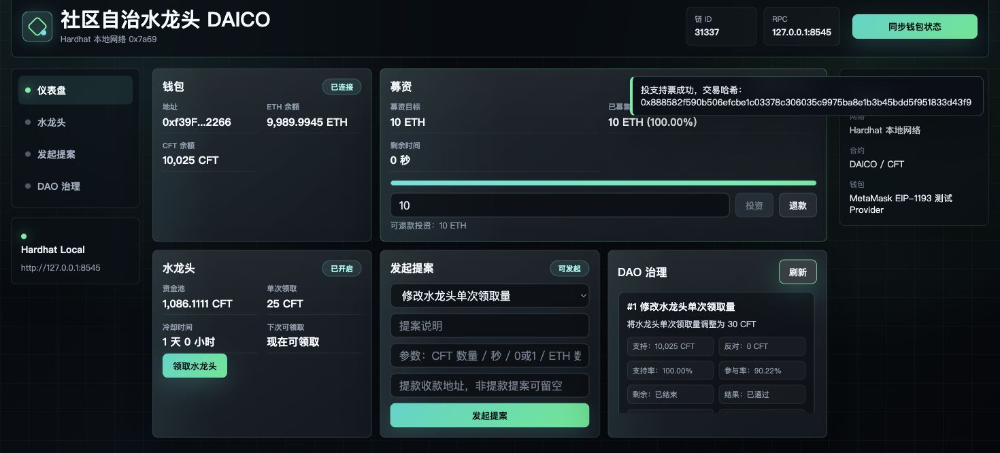 社区自治水龙头 DAICO
Hardhat 本地网络 0x7a69
链 ID
31337
RPC
127.0.0.1:8545
同步钱包状态
仪表盘
水龙头
发起提案
DAO 治理
Hardhat Local
http://127.0.0.1:8545
钱包
已连接
地址
0xf39F...2266
ETH 余额
9,989.9945 ETH
CFT 余额
10,025 CFT
募资
募资目标
10 ETH
已募集
10 ETH (100.00%)
剩余时间
0 秒
10
投资
退款
可退款投资：10 ETH
投支持票成功，交易哈希：
0x888582f590b506efcbe1c03378c306035c9975ba8e1b3b45bdd5f951833d43f9
网络
Hardhat 本地网络
合约
DAICO / CFT
钱包
MetaMask EIP-1193 测试
Provider
水龙头
已开启
资金池
1,086.1111 CFT
单次领取
25 CFT
冷却时间
1 天 0 小时
下次可领取
现在可领取
领取水龙头
发起提案
可发起
修改水龙头单次领取量
提案说明
参数：CFT 数量 / 秒 / 0或1 / ETH 数
提款收款地址，非提款提案可留空
发起提案
DAO 治理
刷新
#1 修改水龙头单次领取量
将水龙头单次领取量调整为 30 CFT
支持：10,025 CFT
反对：0 CFT
支持率：100.00%
参与率：90.22%
剩余：已结束
结果：已通过